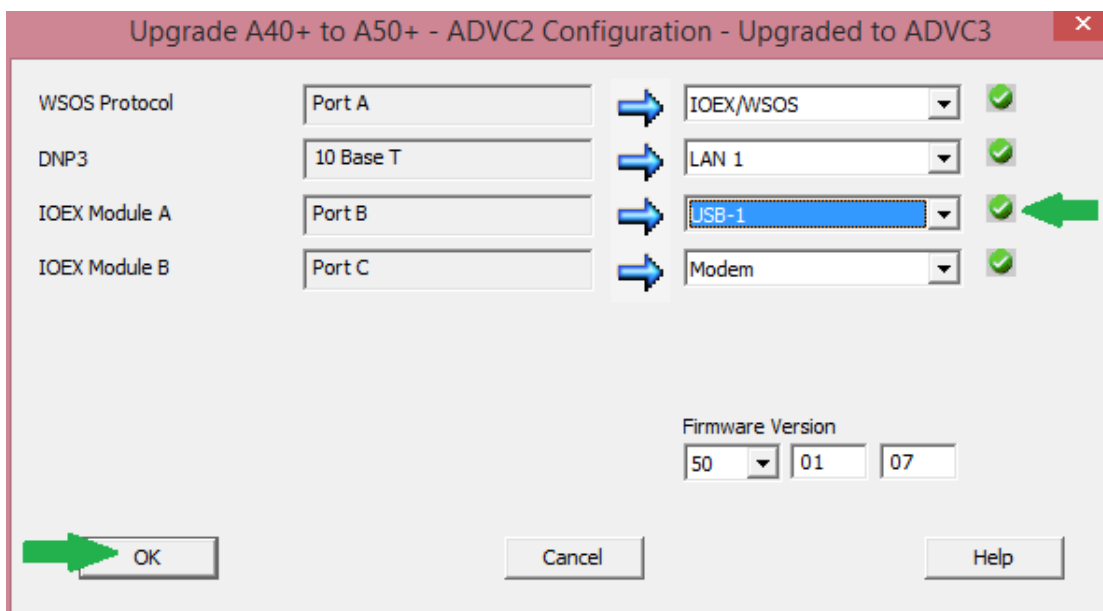 Upgrade A40+ to A50+ - ADVC2 Configuration - Upgraded to ADVC3
WSOS Protocol Port A IOEX/WSOS
DNP3 10 Base T LAN 1
IOEX Module A Port B USB-1
IOEX Module B Port C Modem
Firmware Version
50 01 07
OK Cancel Help